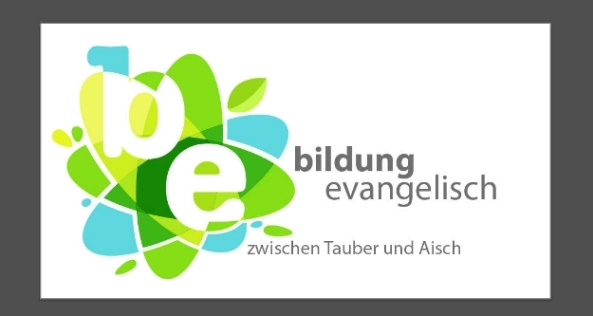 be
bildung
evangelisch
zwischen Tauber und Aisch